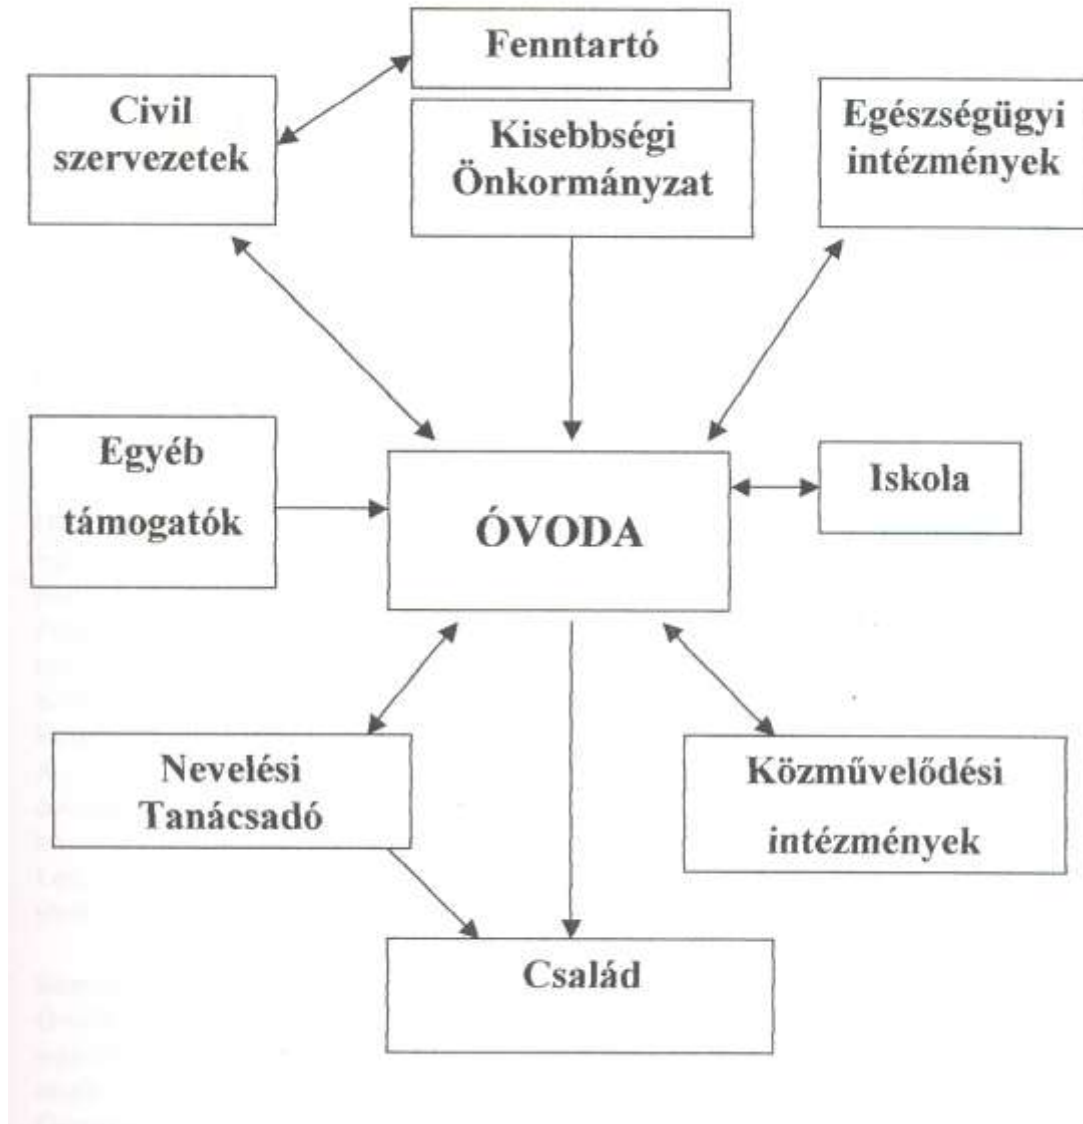 Fenntartó
Civil
szervezetek
Kisebbségi
Önkormányzat
Egészségügyi
intézmények
Egyéb
támogatók
ÓVODA
Iskola
Nevelési
Tanácsadó
Közművelődési
intézmények
Család